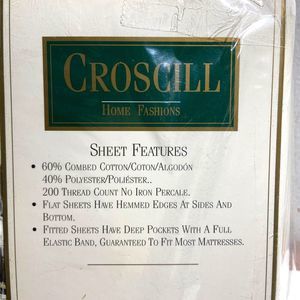 CROSCILL
HOME FASHIONS
SHEET FEATURES
• 60% COMBED COTTON/COTON/ALGODÓN
40% POLYESTER/POLIÉSTER..
200 THREAD COUNT NO IRON PERCALE.
• FLAT SHEETS HAVE HEMMED EDGES AT SIDES AND
BOTTOM.
• FITTED SHEETS HAVE DEEP POCKETS WITH A FULL
ELASTIC BAND, GUARANTEED TO FIT MOST MATTRESSES.